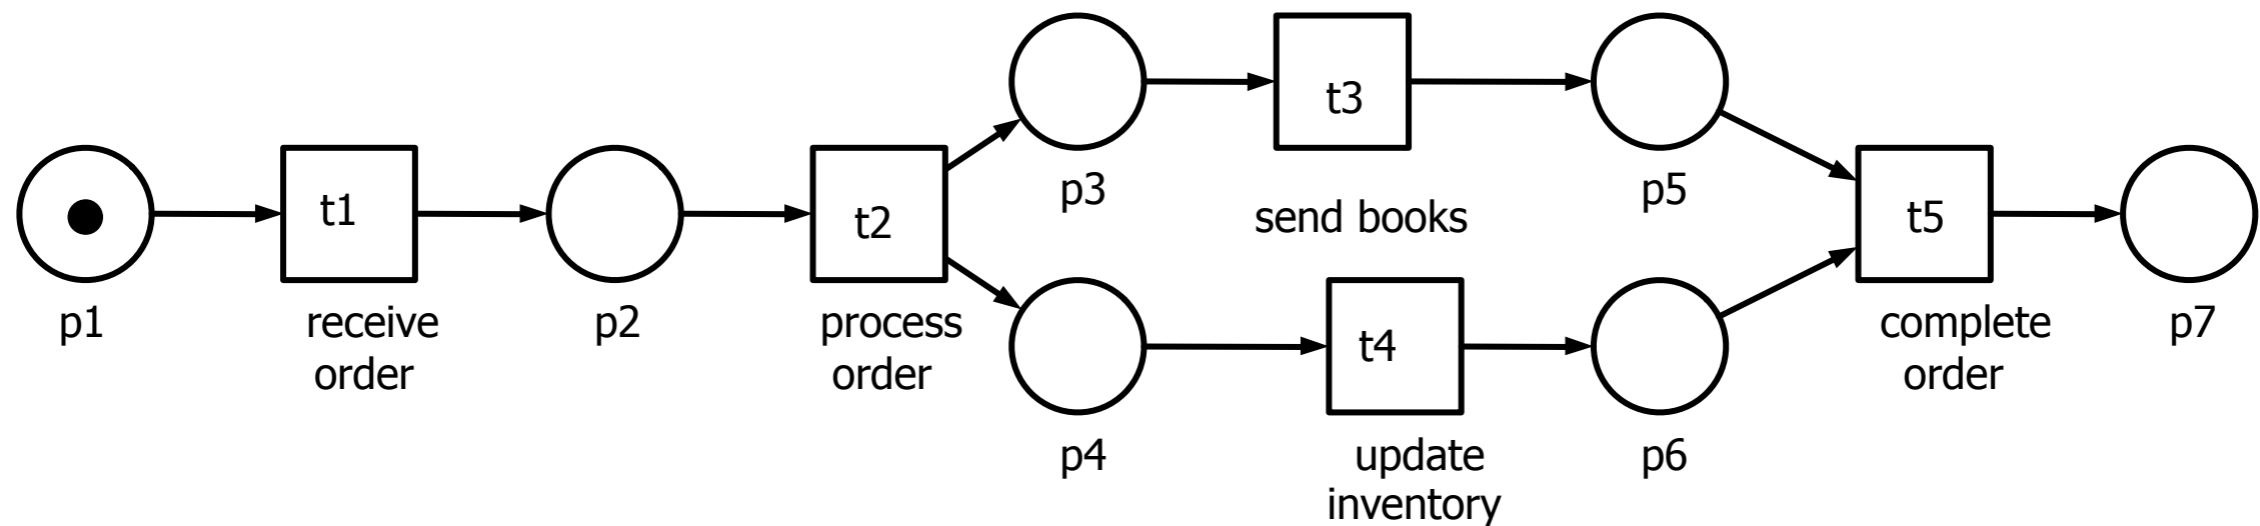 t3
t1
t2
p3
send books
p5
t5
p1
receive
order
p2
process
order
t4
complete
order
p7
p4
update
inventory
p6